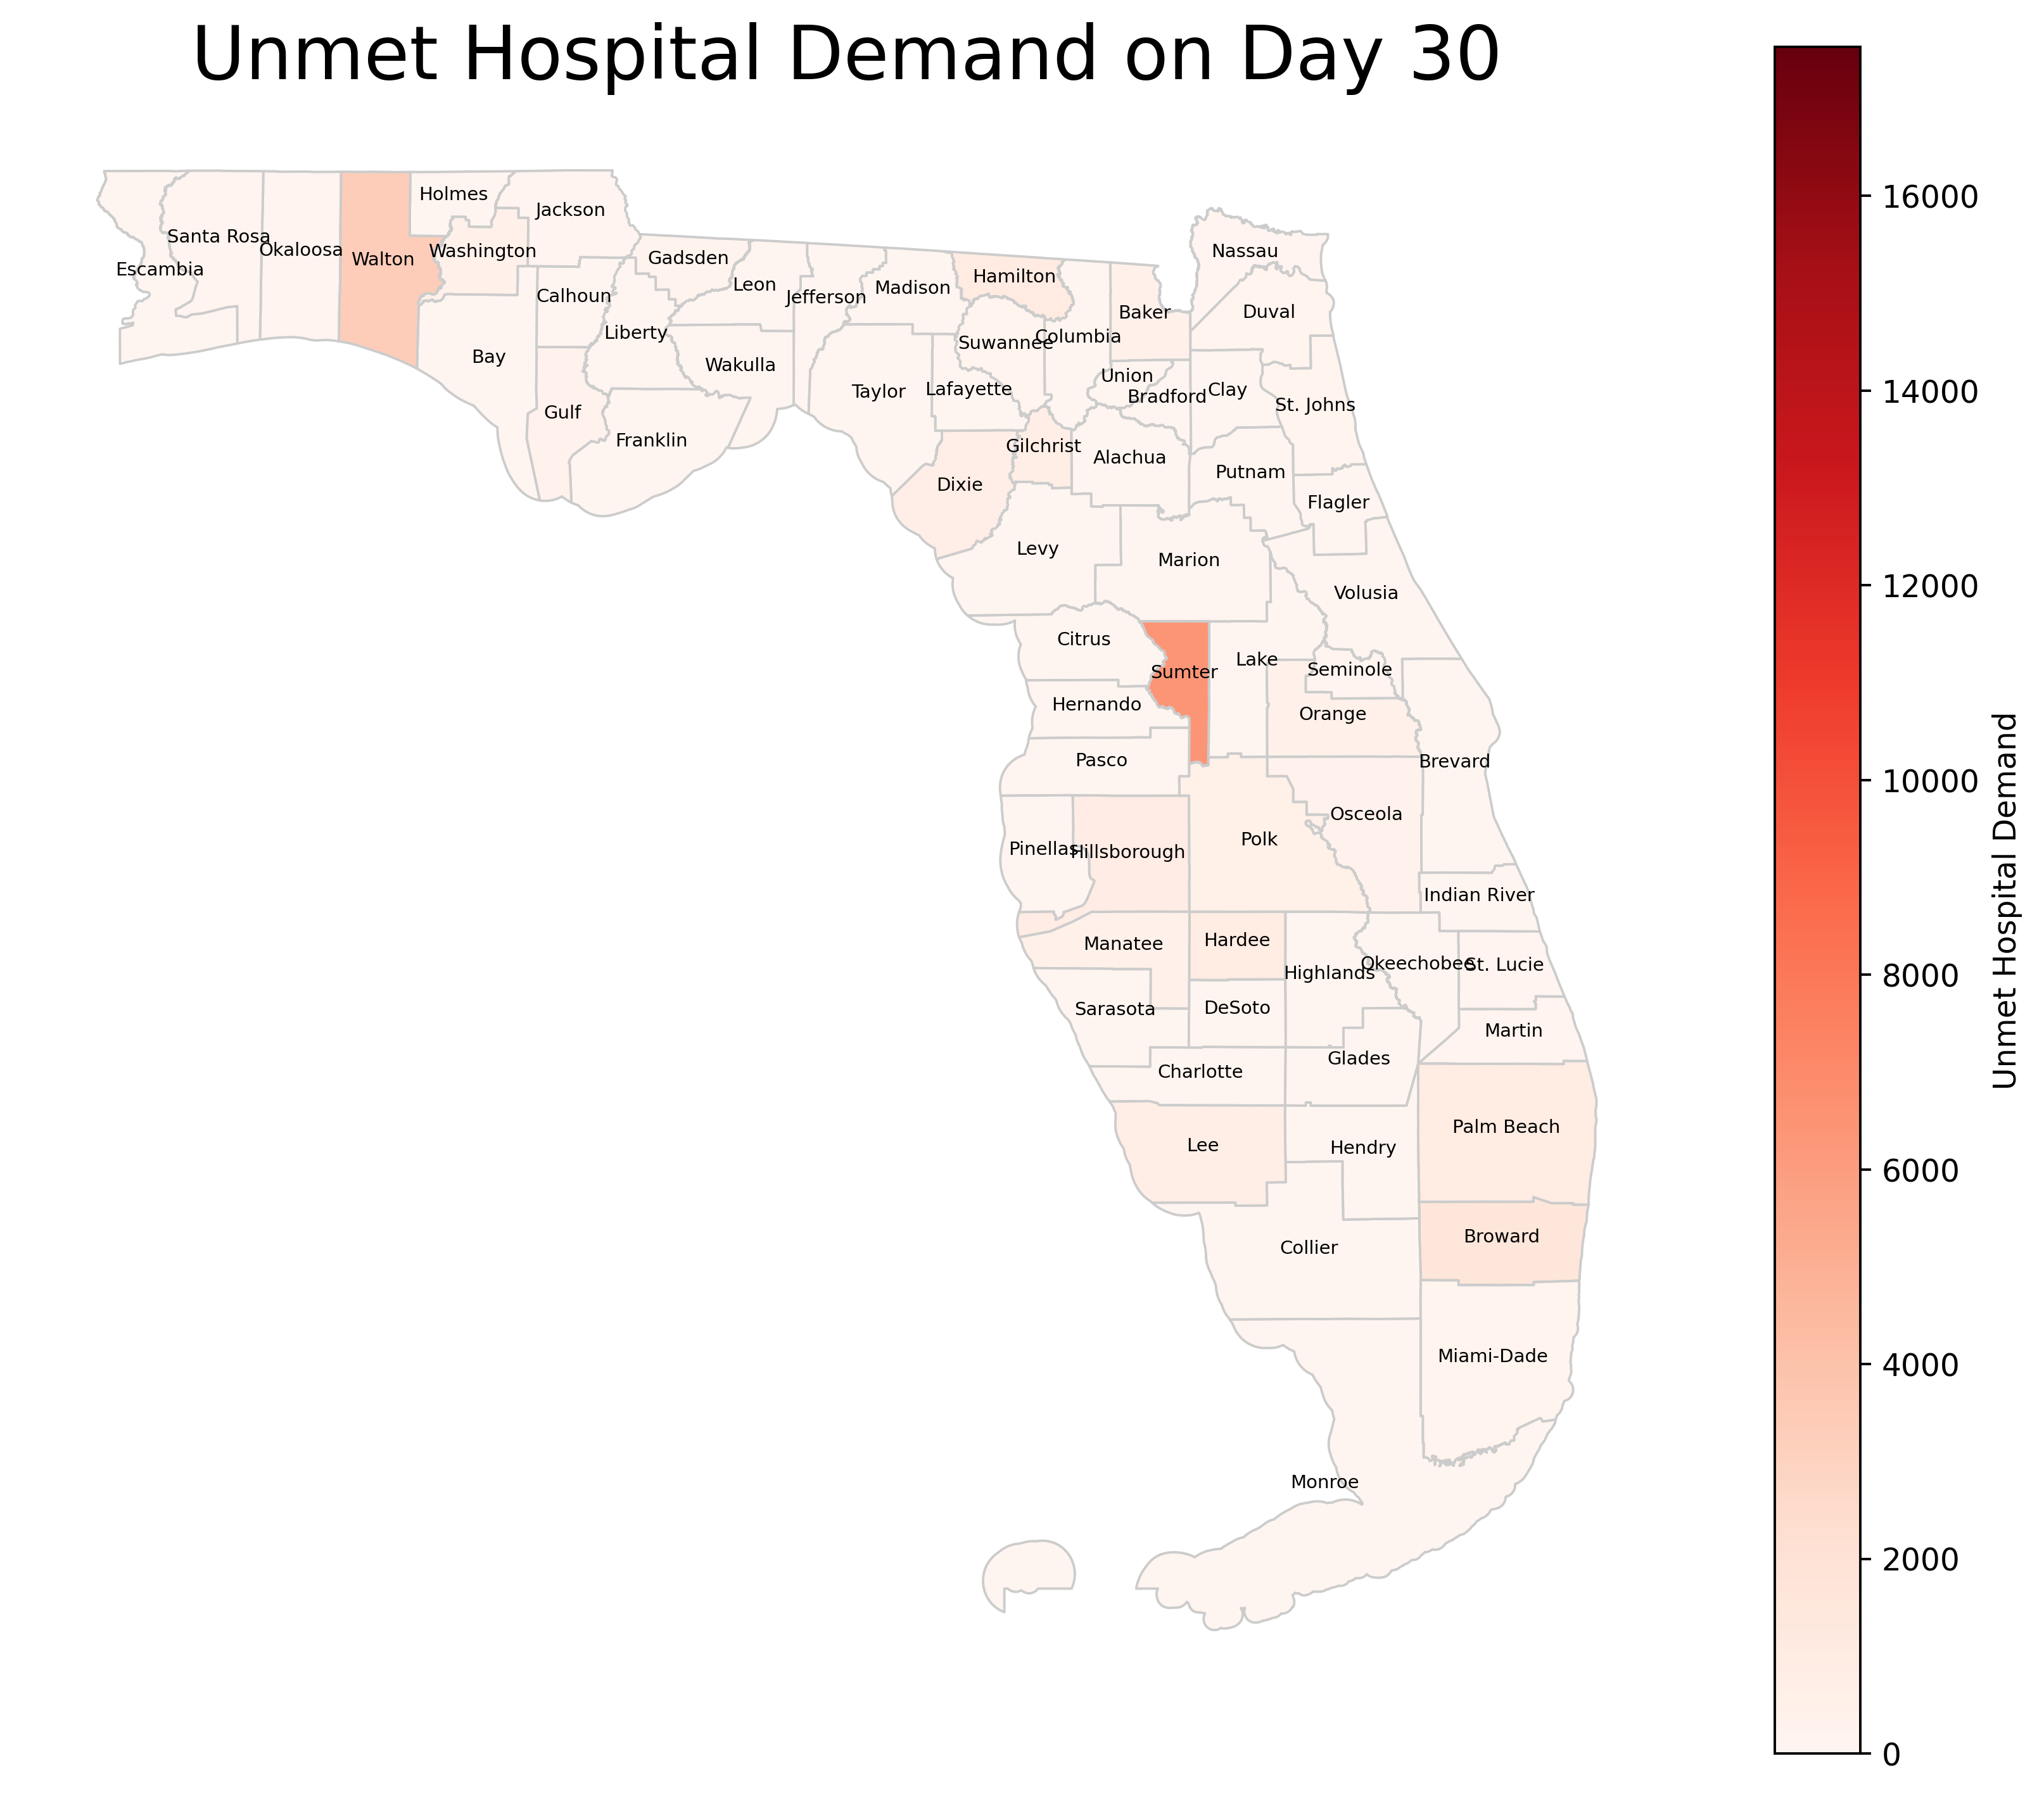 Unmet Hospital Demand on Day 30
Holmes
Jackson
Santa Rosa
Okaloosa
Walton
Washington
Escambia
Gadsden
Leon
Calhoun
Jefferson
Madison
Hamilton
Nassau
Liberty
Baker
Duval
Suwannee
Columbia
Bay
Wakulla
Taylor
Lafayette
Union
Bradford
Clay
St. Johns
Gulf
Franklin
Gilchrist
Alachua
Putnam
Dixie
Flagler
Levy
Marion
Volusia
Citrus
Sumter
Lake
Seminole
Hernando
Orange
Pasco
Brevard
Osceola
Polk
Pinellas
Hillsborough
Indian River
Manatee
Hardee
Highlands
Okeechobee
St. Lucie
Sarasota
DeSoto
Martin
Glades
Charlotte
Palm Beach
Lee
Hendry
Broward
Collier
Miami-Dade
Monroe
16000
14000
12000
10000
8000
6000
4000
2000
0
Unmet Hospital Demand